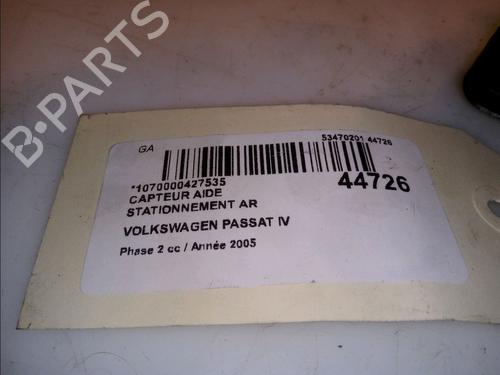 B-PARTS
GA
53470201 44726
*1070000427535
44726
CAPTEUR AIDE
STATIONNEMENT AR
VOLKSWAGEN PASSAT IV
Phase 2 cc / Année 2005